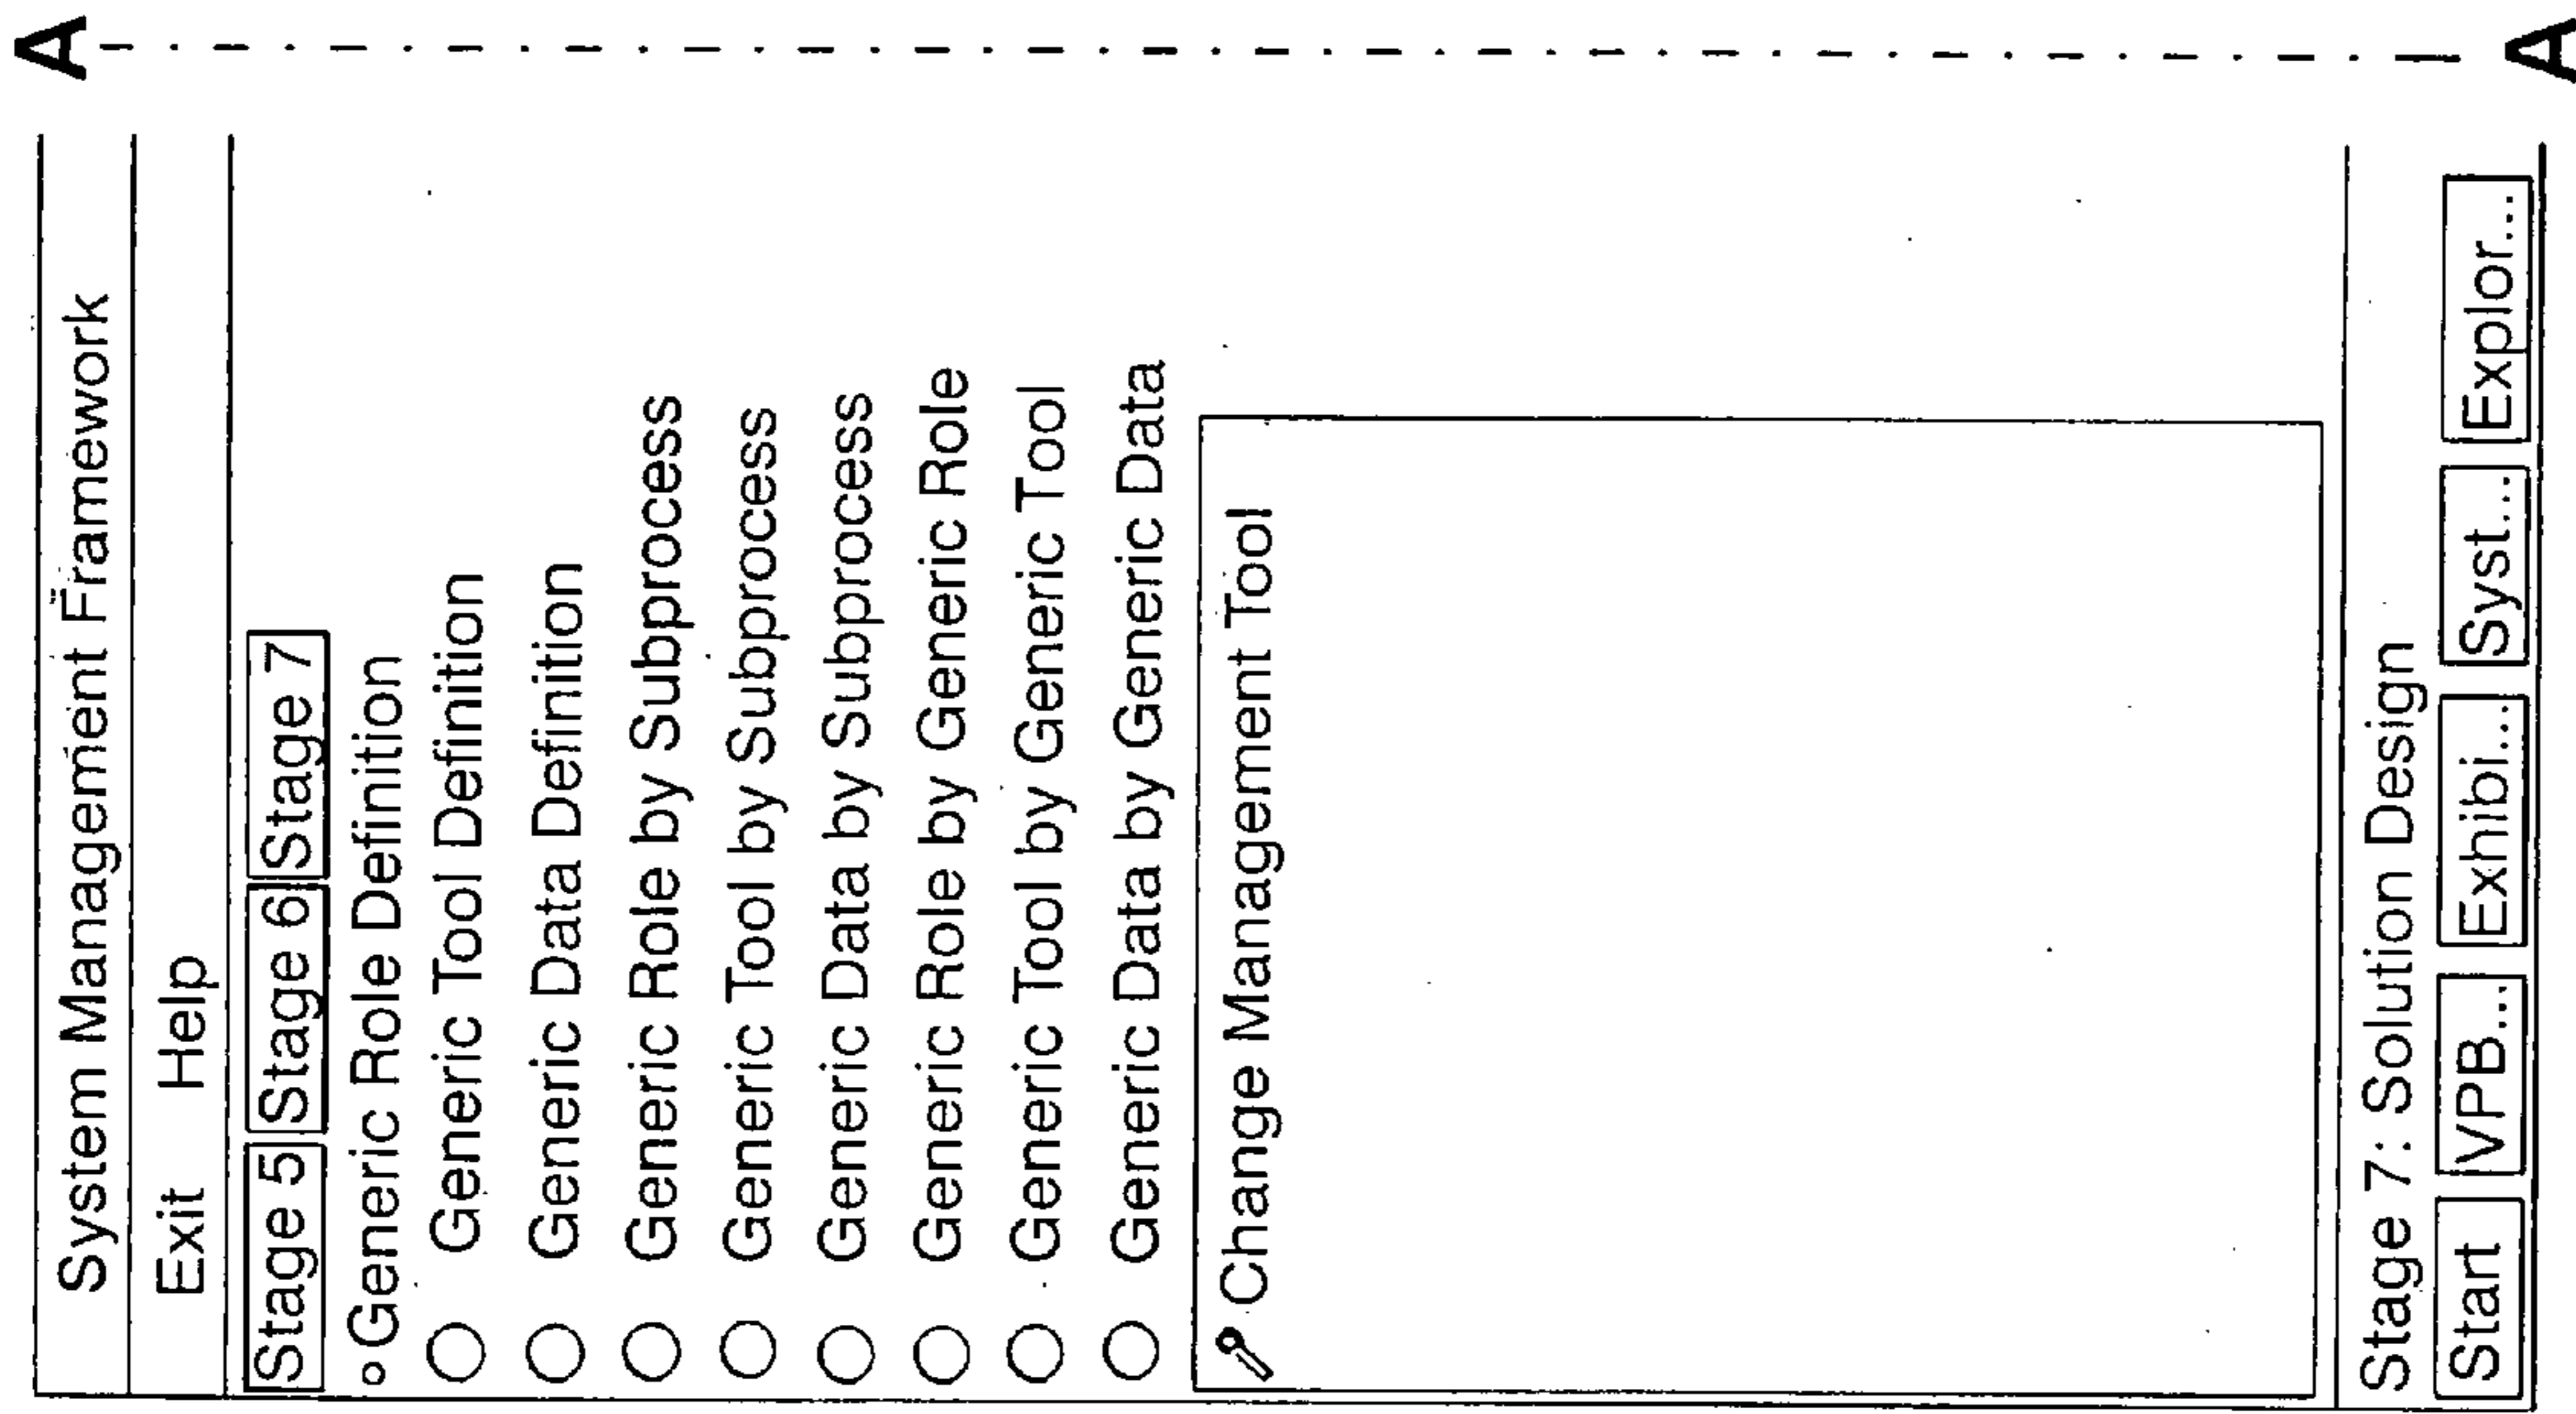 System Management Framework
Exit Help
Stage 5 Stage 6 Stage 7
Generic Role Definition
Generic Tool Definition
Generic Data Definition
Generic Role by Subprocess
Generic Tool by Subprocess
Generic Data by Subprocess
Generic Role by Generic Role
Generic Tool by Generic Tool
Generic Data by Generic Data
Change Management Tool
Stage 7: Solution Design
Start VPB... Exhibi... Syst... Explor...
A
A